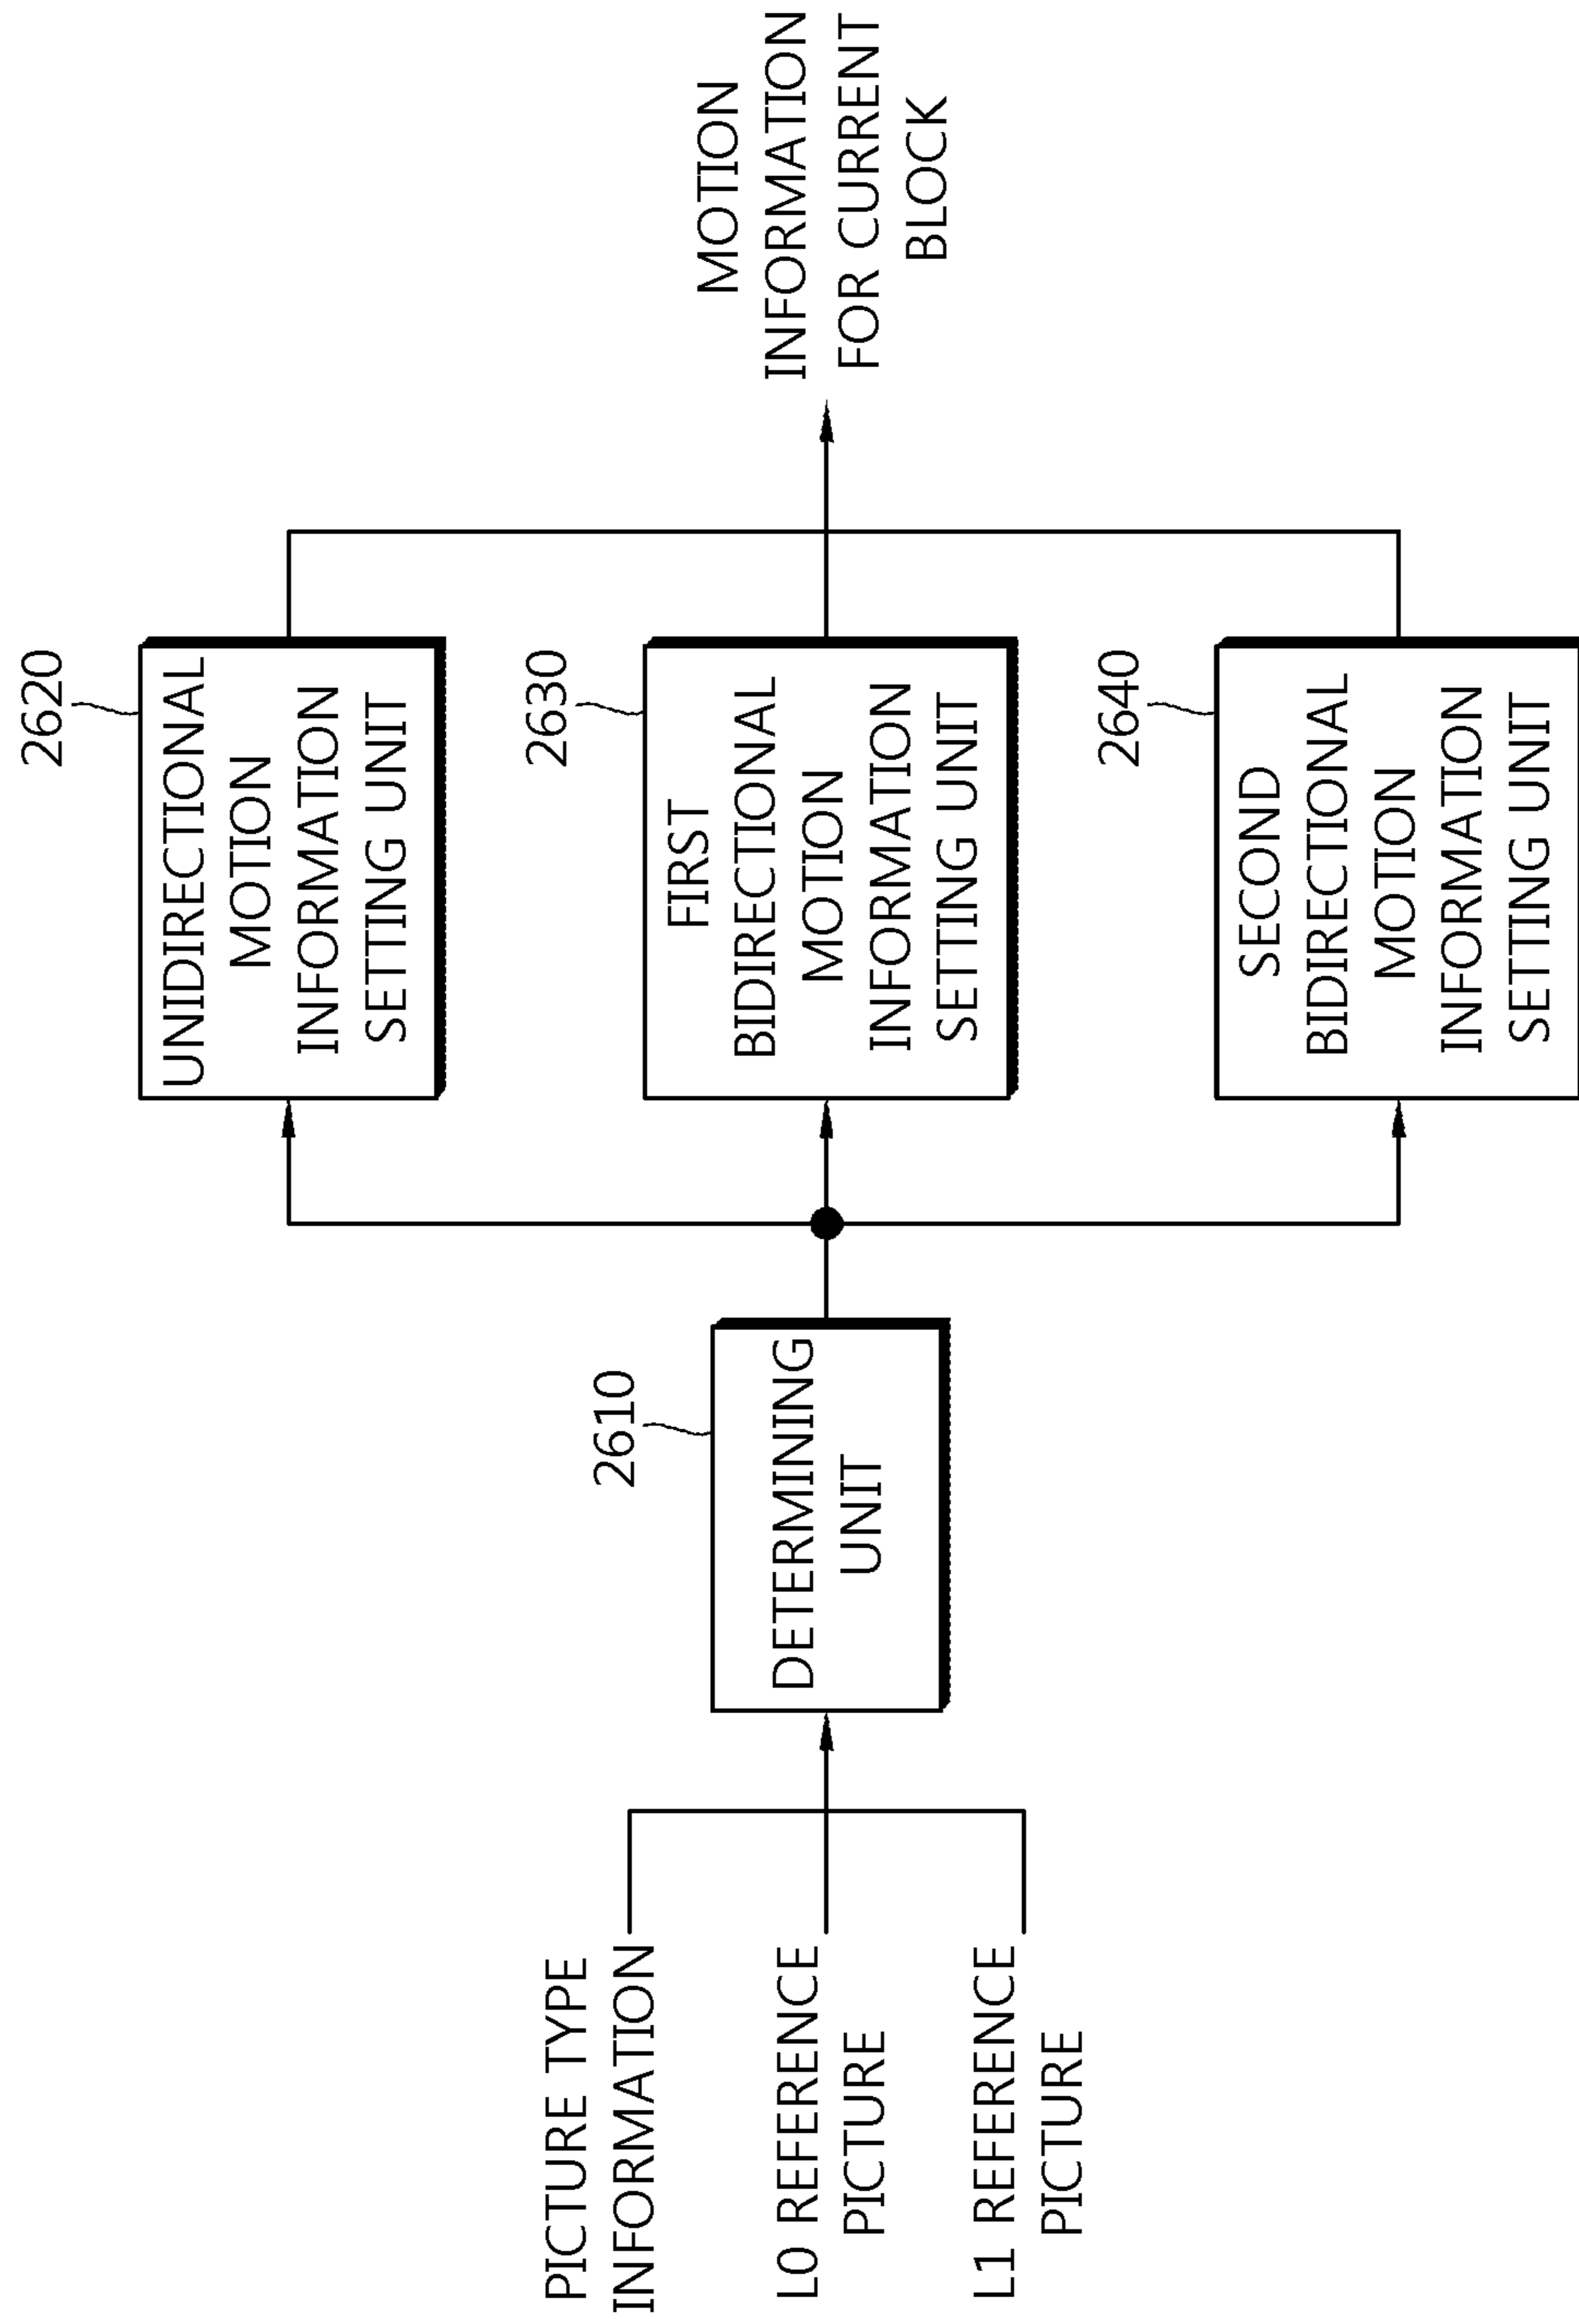 PICTURE TYPE
INFORMATION
L0 REFERENCE
PICTURE
L1 REFERENCE
PICTURE
2610
DETERMINING
UNIT
2620
UNIDIRECTIONAL
MOTION
INFORMATION
SETTING UNIT
2630
FIRST
BIDIRECTIONAL
MOTION
INFORMATION
SETTING UNIT
2640
SECOND
BIDIRECTIONAL
MOTION
INFORMATION
SETTING UNIT
MOTION
INFORMATION
FOR CURRENT
BLOCK